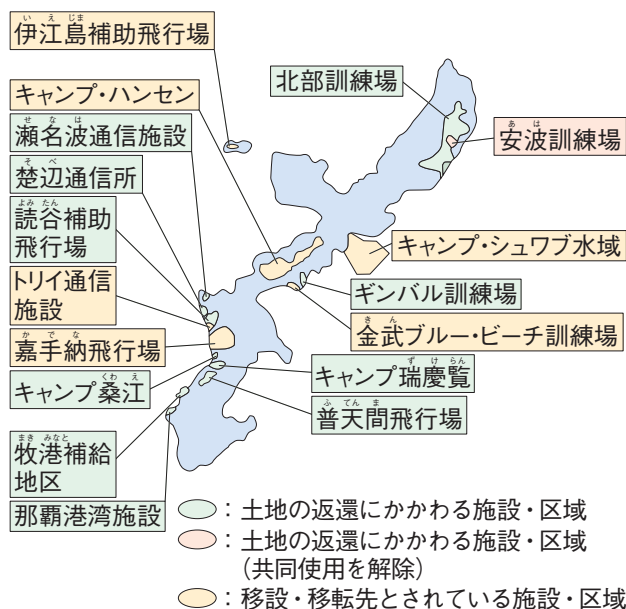 伊江島補助飛行場
キャンプ・ハンセン
瀬名波通信施設
楚辺通信所
読谷補助
飛行場
トリイ通信
施設
嘉手納飛行場
キャンプ桑江
牧港補給
地区
那覇港湾施設
北部訓練場
安波訓練場
キャンプ・シュワブ水域
ギンバル訓練場
金武ブルー・ビーチ訓練場
キャンプ瑞慶覧
普天間飛行場
:土地の返還にかかわる施設・区域
:土地の返還にかかわる施設・区域
(共同使用を解除)
:移設・移転先とされている施設・区域